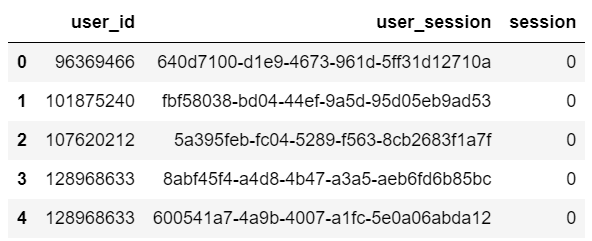 user_id user_session session
0 96369466 640d7100-d1e9-4673-961d-5ff31d12710a 0
1 101875240 fbf58038-bd04-44ef-9a5d-95d05eb9ad53 0
2 107620212 5a395feb-fc04-5289-f563-8cb2683f1a7f 0
3 128968633 8abf45f4-a4d8-4b47-a3a5-aeb6fd6b85bc 0
4 128968633 600541a7-4a9b-4007-a1fc-5e0a06abda12 0